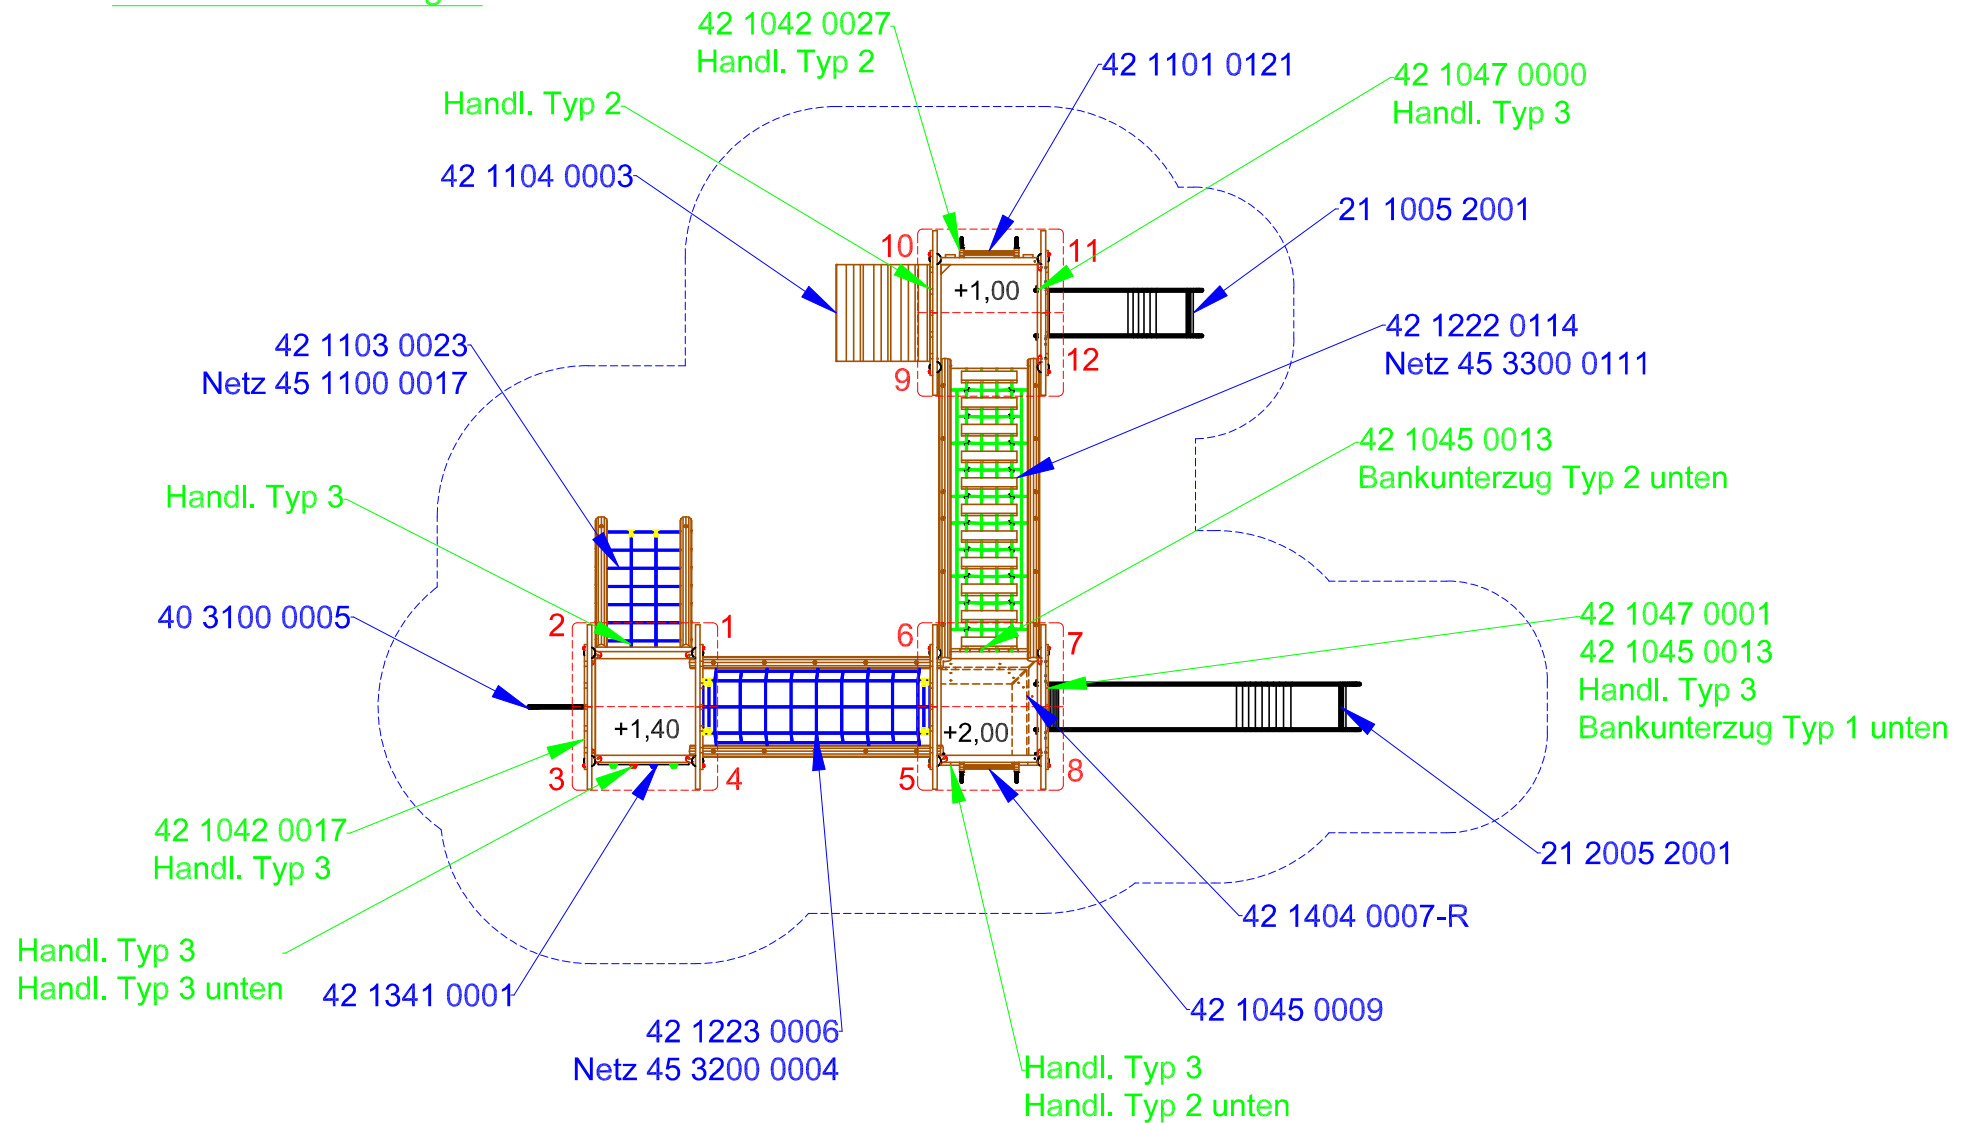 42 1042 0027
Handl. Typ 2
42 1101 0121
42 1047 0000
Handl. Typ 3
Handl. Typ 2
42 1104 0003
21 1005 2001
10
11
+1,00
42 1222 0114
Netz 45 3300 0111
42 1103 0023
Netz 45 1100 0017
12
9
42 1045 0013
Bankunterzug Typ 2 unten
Handl. Typ 3
40 3100 0005
2
1
6
7
42 1047 0001
42 1045 0013
Handl. Typ 3
Bankunterzug Typ 1 unten
+1,40
+2,00
3
4
5
8
42 1042 0017
Handl. Typ 3
21 2005 2001
42 1404 0007-R
Handl. Typ 3
Handl. Typ 3 unten
42 1341 0001
42 1045 0009
42 1223 0006
Netz 45 3200 0004
Handl. Typ 3
Handl. Typ 2 unten